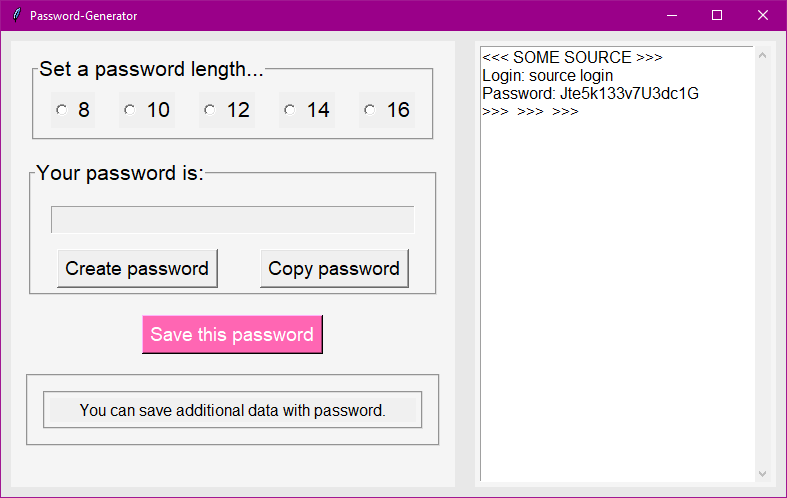 Password-Generator
Set a password length...
8 10 12 14 16
Your password is:
Create password Copy password
Save this password
You can save additional data with password.
<<< SOME SOURCE >>>
Login: source login
Password: Jte5k133v7U3dc1G
>>> >>> >>>